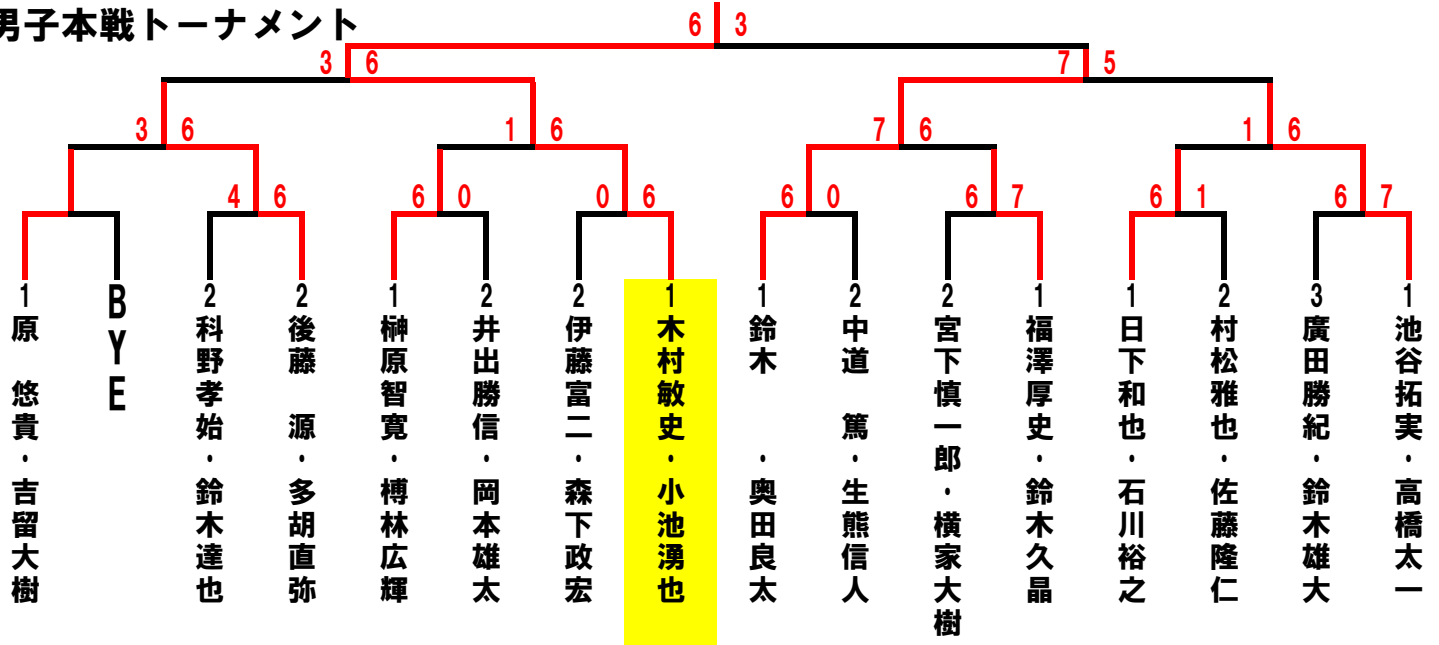 男子本戦トーナメント
6 3
3 6
7 5
3 6
1 6
7 6
1 6
4 6
6 0
0 6
6 0
6 7
6 1
6 7
1 原 悠貴・吉留大樹
BYE
2 科野孝始・鈴木達也
2 後藤 源・多胡直弥
1 榊原智寛・榑林広輝
2 井出勝信・岡本雄太
2 伊藤富二・森下政宏
1 木村敏史・小池湧也
1 鈴木 ・奥田良太
2 中道 篤・生熊信人
2 宮下慎一郎・横家大樹
1 福澤厚史・鈴木久晶
1 日下和也・石川裕之
2 村松雅也・佐藤隆仁
3 廣田勝紀・鈴木雄大
1 池谷拓実・高橋太一